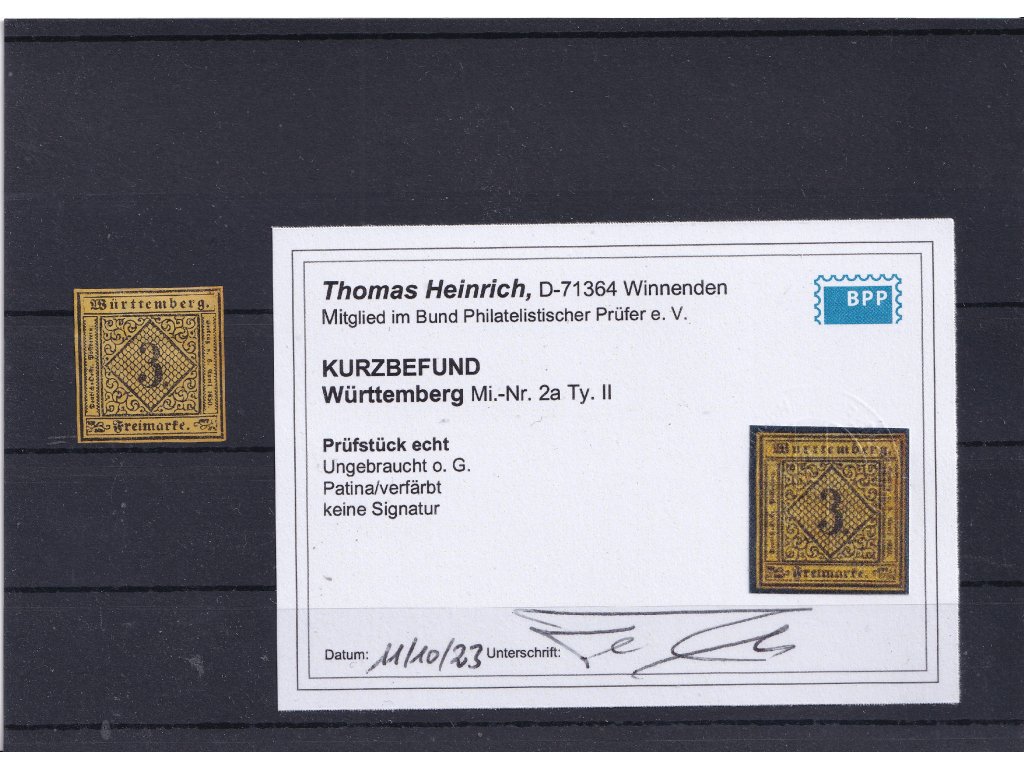 Württemberg.
3
Freimarke.
Thomas Heinrich, D-71364 Winnenden
Mitglied im Bund Philatelistischer Prüfer e. V.
BPP
KURZBEFUND
Württemberg Mi.-Nr. 2a Ty. II
Prüfstück echt
Ungebraucht o. G.
Patina/verfärbt
keine Signatur
Württemberg.
3
Freimarke.
Datum: 11/10/23 Unterschrift: